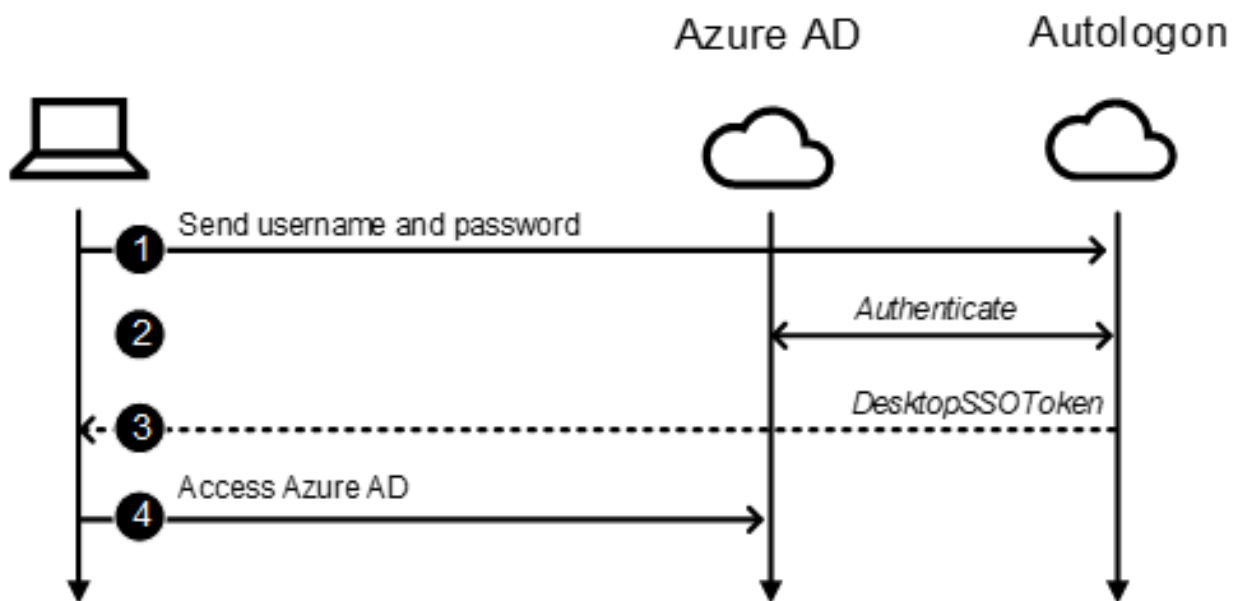 Azure AD
Autologon
1 Send username and password
2 Authenticate
3 DesktopSSOToken
4 Access Azure AD